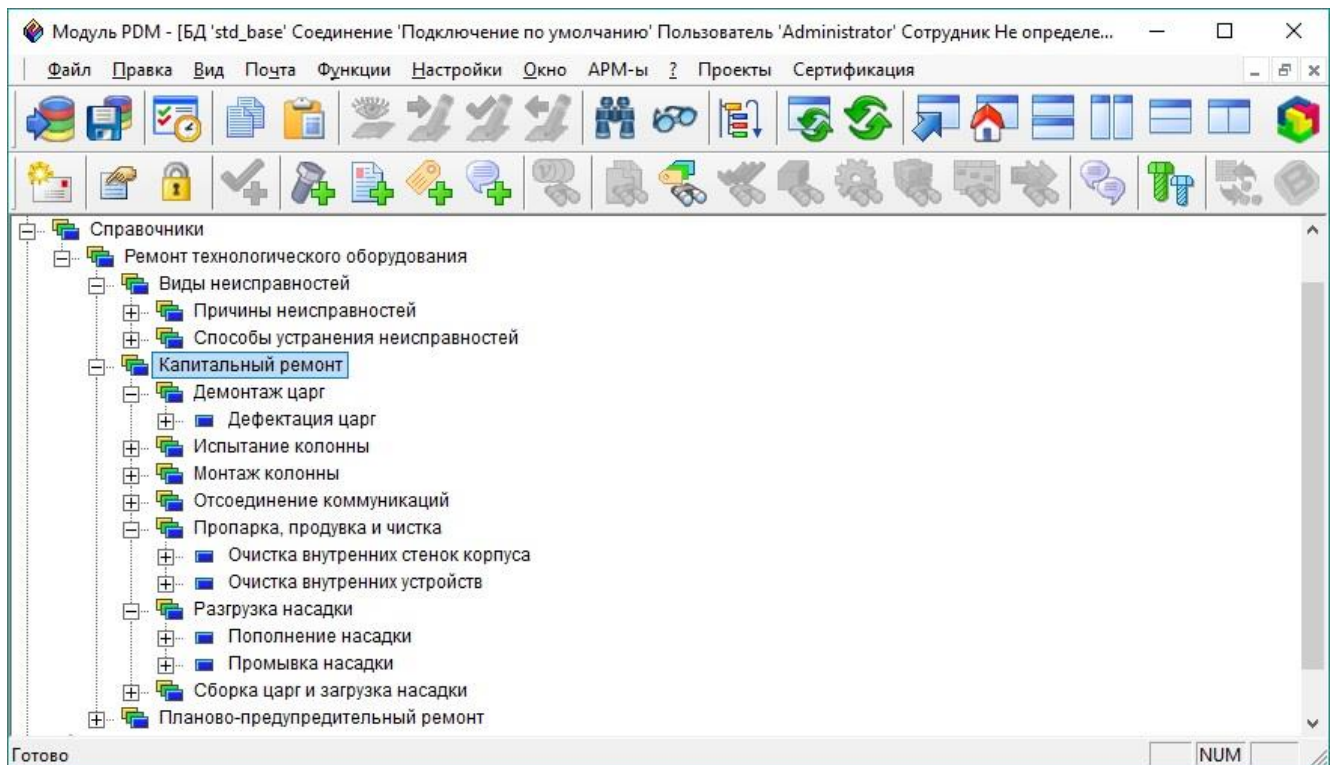 Модуль PDM - [БД 'std_base' Соединение 'Подключение по умолчанию' Пользователь 'Administrator' Сотрудник Не определе...
Файл Правка Вид Почта Функции Настройки Окно АРМ-ы ? Проекты Сертификация
Справочники
Ремонт технологического оборудования
Виды неисправностей
Причины неисправностей
Способы устранения неисправностей
Капитальный ремонт
Демонтаж царг
Дефектация царг
Испытание колонны
Монтаж колонны
Отсоединение коммуникаций
Пропарка, продувка и чистка
Очистка внутренних стенок корпуса
Очистка внутренних устройств
Разгрузка насадки
Пополнение насадки
Промывка насадки
Сборка царг и загрузка насадки
Планово-предупредительный ремонт
Готово NUM